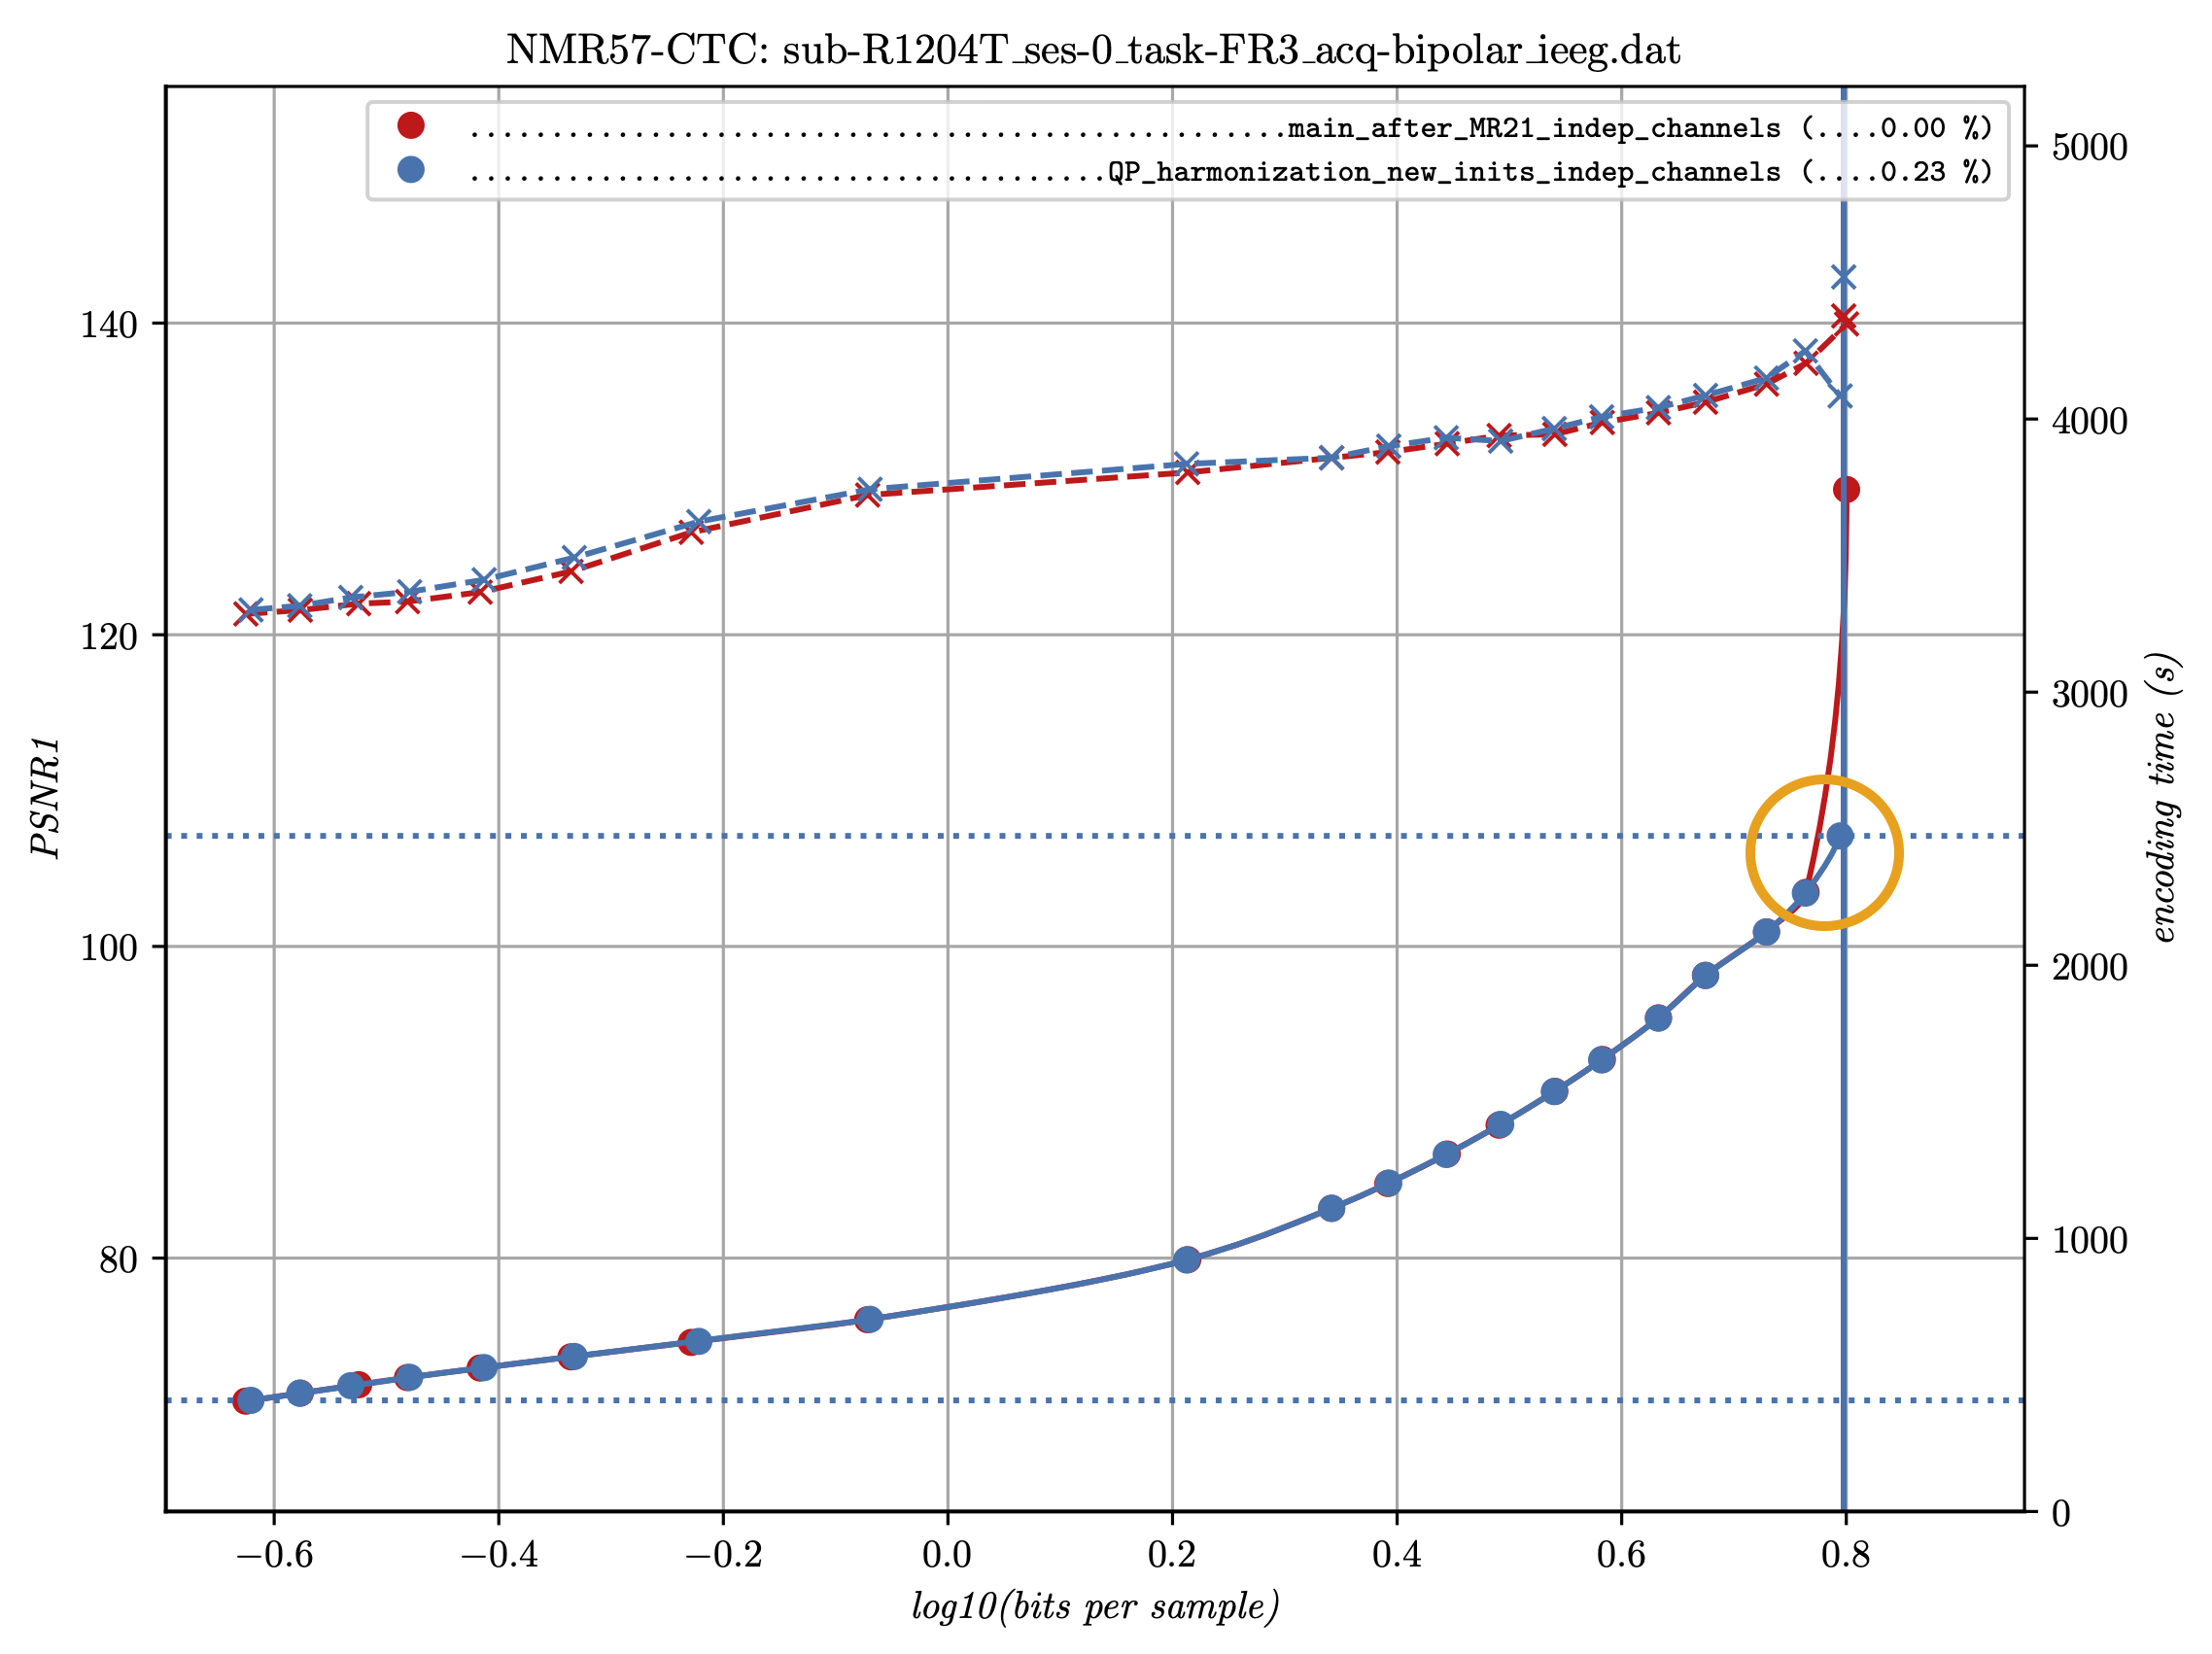 NMR57-CTC: sub-R1204T_ses-0_task-FR3_acq-bipolar_ieeg.dat
...................................................main_after_MR21_indep_channels (....0.00 %)
........................................QP_harmonization_new_inits_indep_channels (....0.23 %)
140
120
100
80
PSNR1
5000
4000
3000
2000
1000
0
encoding time (s)
−0.6 −0.4 −0.2 0.0 0.2 0.4 0.6 0.8
log10(bits per sample)